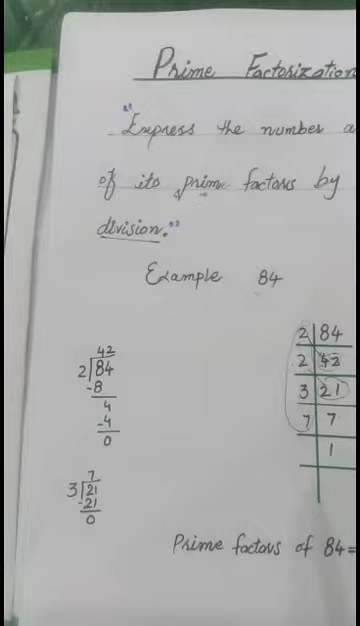 Prime Factorization
"Express the number a
of its prime factors by
division."
Example 84
42
2 84
-8
4
-4
0
7
3 21
-21
0
2 84
2 42
3 21
7 7
1
Prime factors of 84=